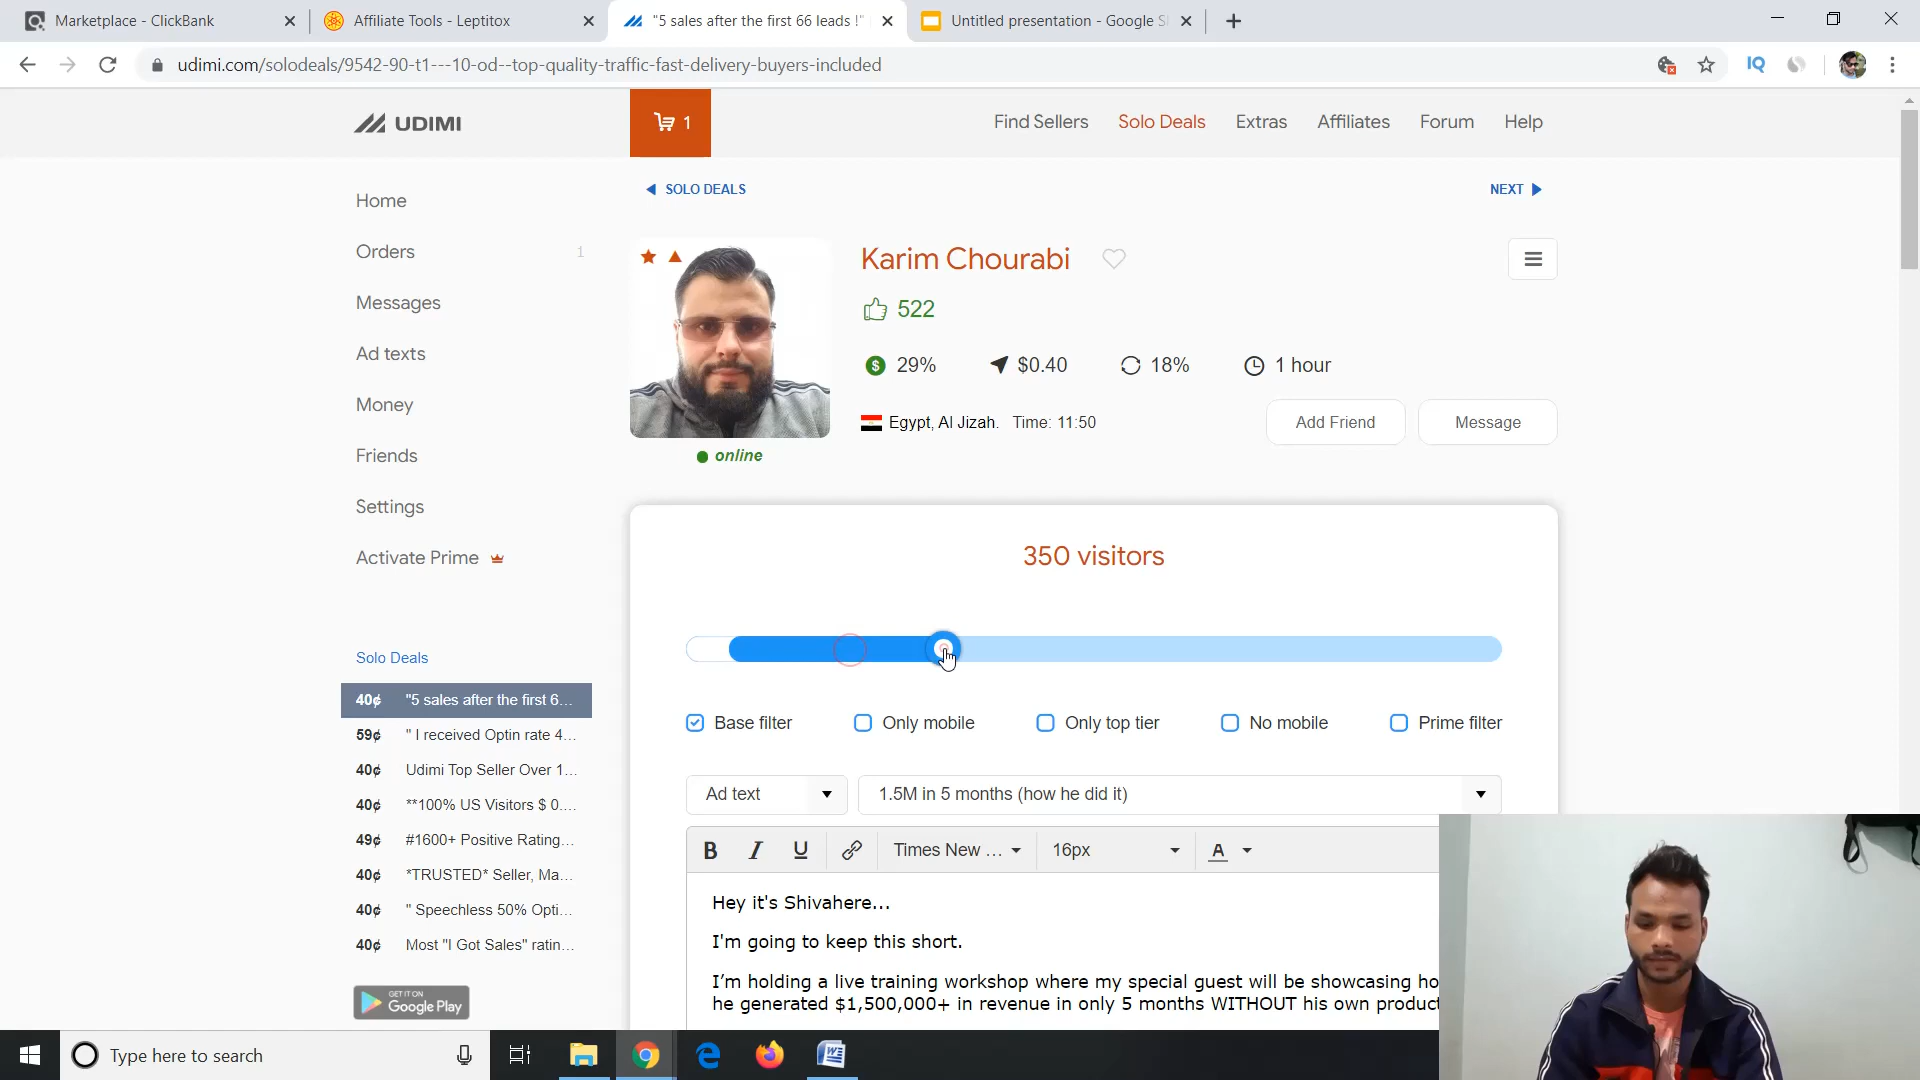 Marketplace - ClickBank
Affiliate Tools - Leptitox
"5 sales after the first 66 leads !"
Untitled presentation - Google Sl
udimi.com/solodeals/9542-90-t1---10-od--top-quality-traffic-fast-delivery-buyers-included
IQ
UDIMI
1
Find Sellers
Solo Deals
Extras
Affiliates
Forum
Help
SOLO DEALS
NEXT
Home
Orders 1
Messages
Ad texts
Money
Friends
Settings
Activate Prime
Karim Chourabi
522
29%
$0.40
18%
1 hour
Egypt, Al Jizah. Time: 11:50
Add Friend
Message
online
350 visitors
Base filter
Only mobile
Only top tier
No mobile
Prime filter
Ad text
1.5M in 5 months (how he did it)
B I U
Times New ...
16px
A
Hey it's Shivahere...
I'm going to keep this short.
I'm holding a live training workshop where my special guest will be showcasing ho
he generated $1,500,000+ in revenue in only 5 months WITHOUT his own product
Solo Deals
40¢ "5 sales after the first 6...
59¢ " I received Optin rate 4...
40¢ Udimi Top Seller Over 1...
40¢ **100% US Visitors $ 0....
49¢ #1600+ Positive Rating...
40¢ *TRUSTED* Seller, Ma...
40¢ " Speechless 50% Opti...
40¢ Most "I Got Sales" ratin...
GET IT ON
Google Play
Type here to search